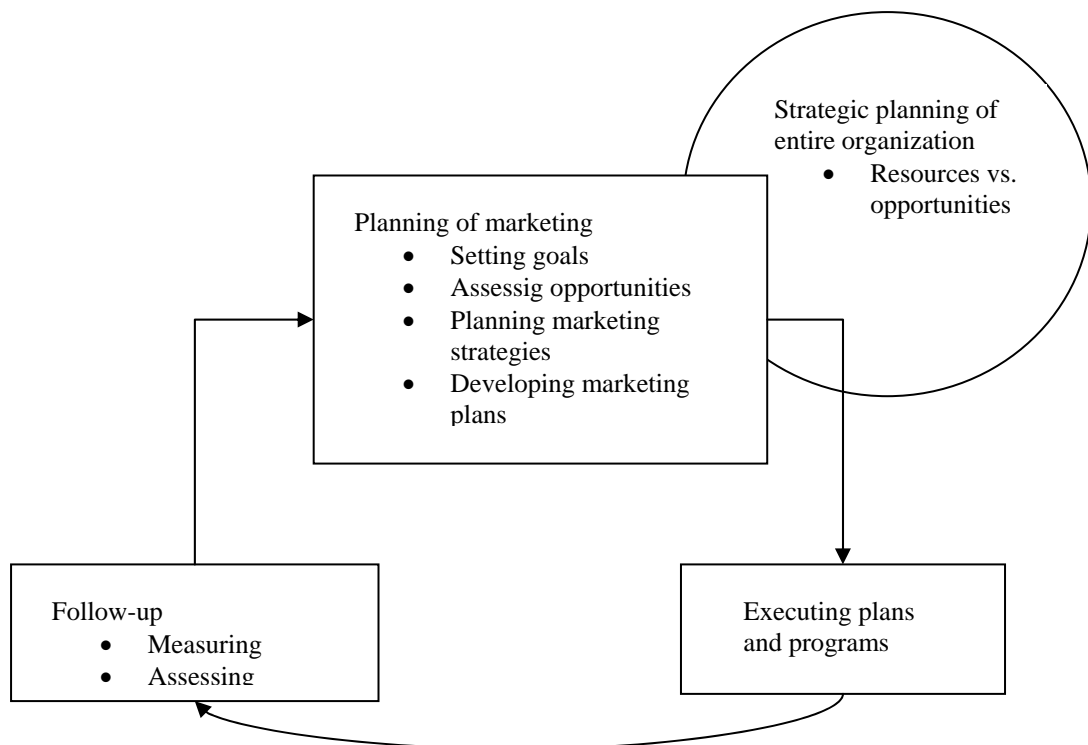 Strategic planning of
entire organization
• Resources vs.
opportunities
Planning of marketing
• Setting goals
• Assessig opportunities
• Planning marketing
strategies
• Developing marketing
plans
Follow-up
• Measuring
• Assessing
Executing plans
and programs